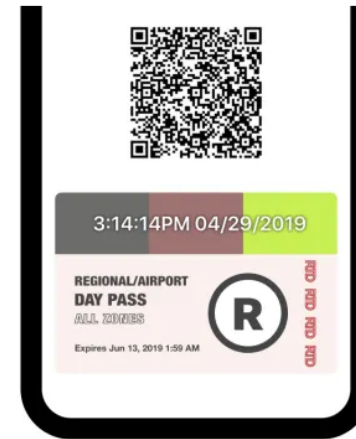 3:14:14PM 04/29/2019
REGIONAL/AIRPORT
DAY PASS
ALL ZONES
Expires Jun 13, 2019 1:59 AM
R
RTD
RTD
RTD
RTD